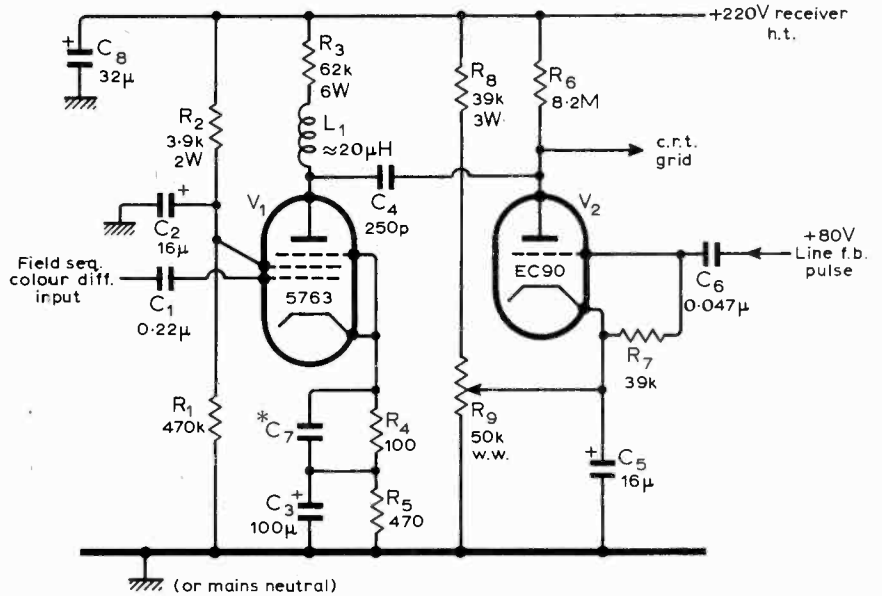 +220V receiver
h.t.
C8
32µ
+
R2
3.9k
2W
R3
62k
6W
L1
≈20µH
R8
39k
3W
R6
8.2M
c.r.t.
grid
+
C2
16µ
V1
C4
250p
V2
+80V
Line f.b.
pulse
Field seq.
colour diff.
input
C1
0.22µ
5763
EC90
C6
0.047µ
R7
39k
R1
470k
*C7
R4
100
R9
50k
w.w.
+
C5
16µ
C3
+
100µ
R5
470
(or mains neutral)